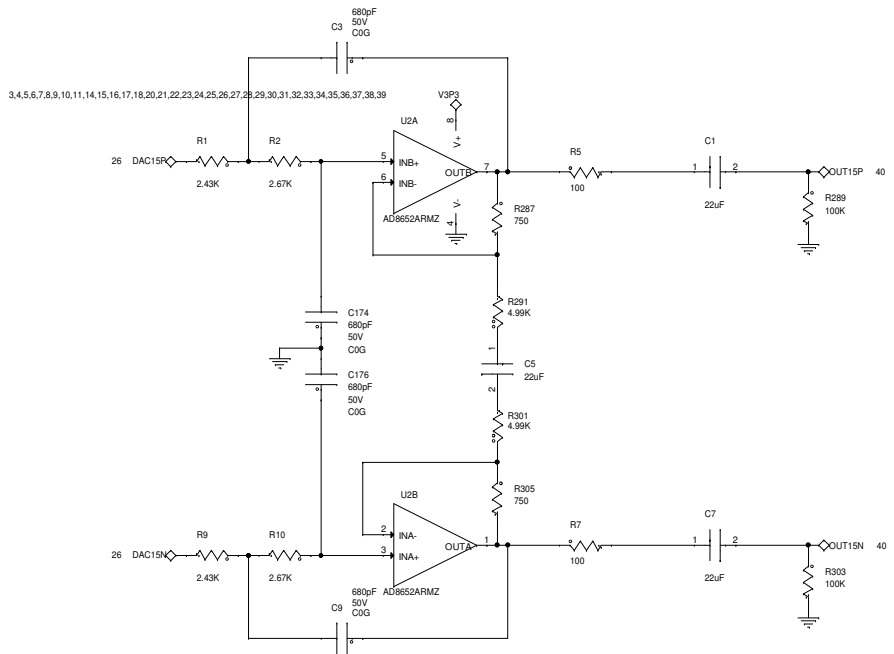 680pF
50V
C0G
C3
3,4,5,6,7,8,9,10,11,14,15,16,17,18,20,21,22,23,24,25,26,27,28,29,30,31,32,33,34,35,36,37,38,39
V3P3
8
V+
U2A
R1
R2
26 DAC15P
2.43K
2.67K
5
INB+
6
INB-
OUTB
7
AD8652ARMZ
V-
4
R5
100
C1
1
2
22uF
OUT15P 40
R289
100K
R287
750
R291
4.99K
1
C5
22uF
2
R301
4.99K
C174
680pF
50V
C0G
C176
680pF
50V
C0G
R305
750
U2B
2
INA-
3
INA+
OUTA
1
AD8652ARMZ
R9
R10
26 DAC15N
2.43K
2.67K
R7
100
C7
1
2
22uF
OUT15N 40
R303
100K
680pF
50V
C0G
C9